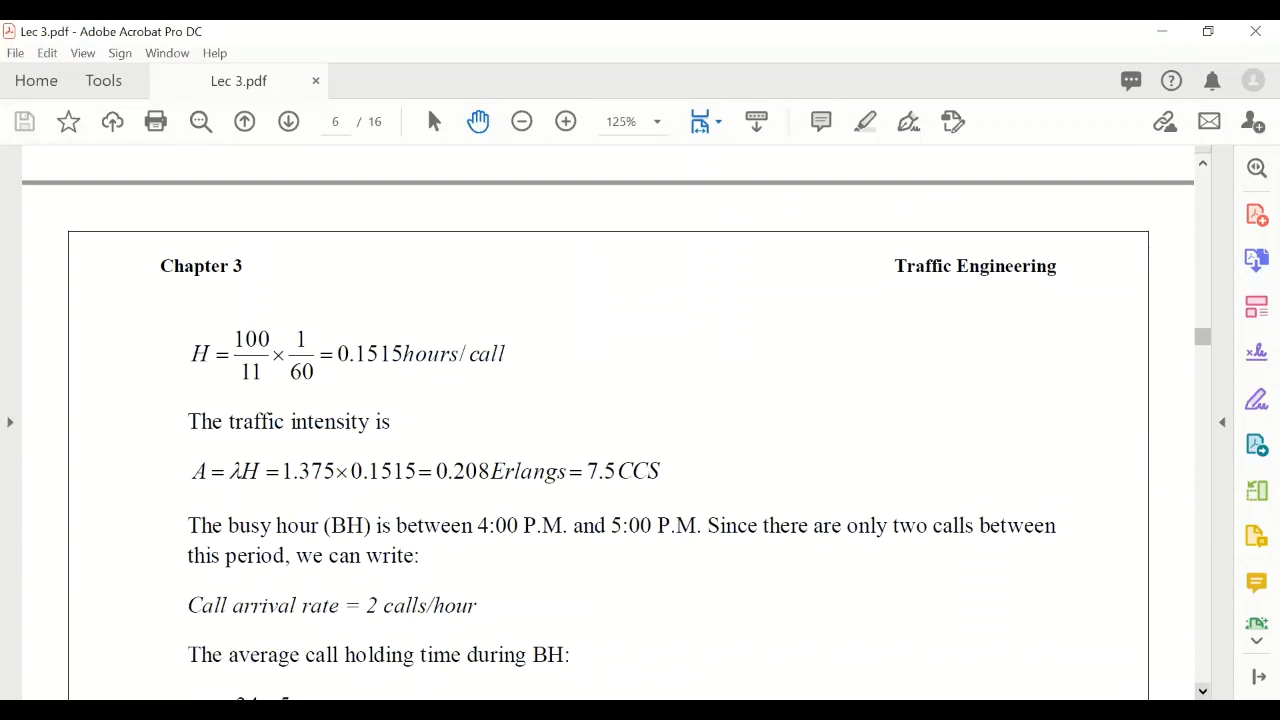 Lec 3.pdf - Adobe Acrobat Pro DC
File Edit View Sign Window Help
Home Tools Lec 3.pdf ×
6 / 16 125%
Chapter 3 Traffic Engineering
H = 100/11 × 1/60 = 0.1515 hours/call
The traffic intensity is
A = λH = 1.375×0.1515 = 0.208 Erlangs = 7.5 CCS
The busy hour (BH) is between 4:00 P.M. and 5:00 P.M. Since there are only two calls between
this period, we can write:
Call arrival rate = 2 calls/hour
The average call holding time during BH: